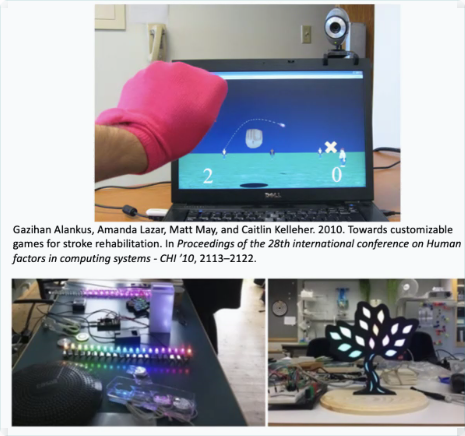 DELL
2
0
Gazihan Alankus, Amanda Lazar, Matt May, and Caitlin Kelleher. 2010. Towards customizable
games for stroke rehabilitation. In Proceedings of the 28th international conference on Human
factors in computing systems - CHI '10, 2113–2122.